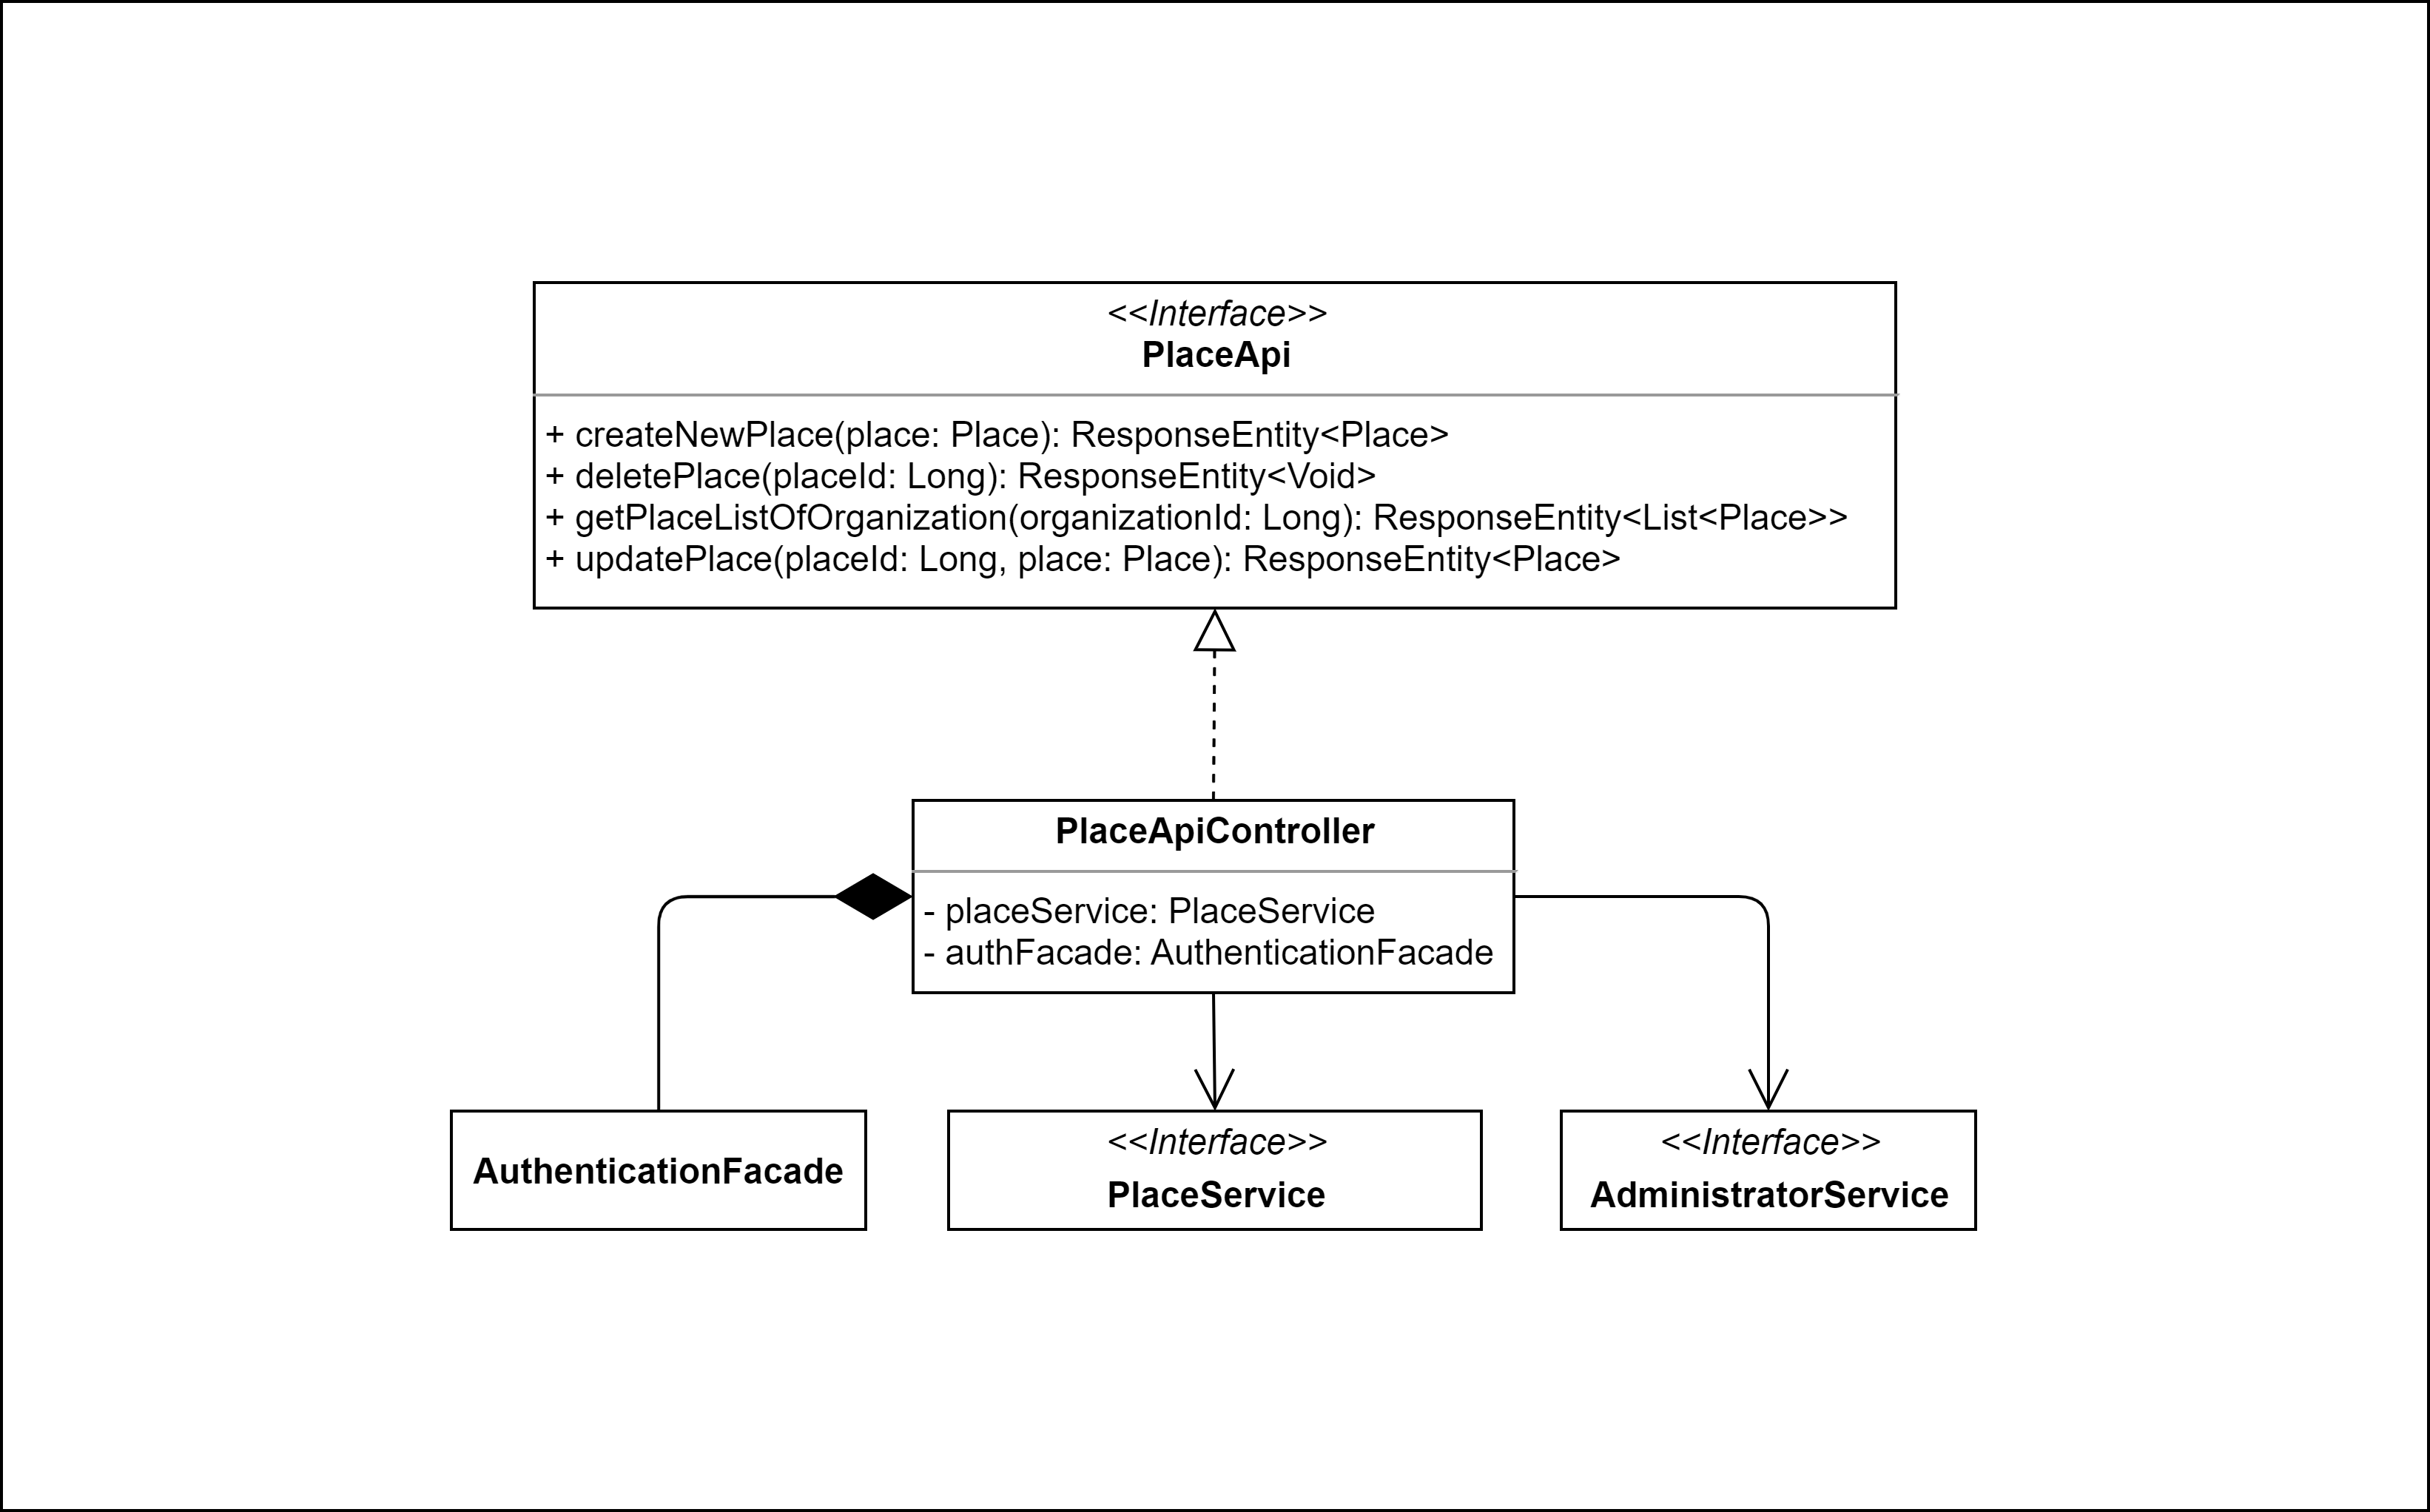 <<Interface>>
PlaceApi
+ createNewPlace(place: Place): ResponseEntity<Place>
+ deletePlace(placeId: Long): ResponseEntity<Void>
+ getPlaceListOfOrganization(organizationId: Long): ResponseEntity<List<Place>>
+ updatePlace(placeId: Long, place: Place): ResponseEntity<Place>
PlaceApiController
- placeService: PlaceService
- authFacade: AuthenticationFacade
AuthenticationFacade
<<Interface>>
PlaceService
<<Interface>>
AdministratorService